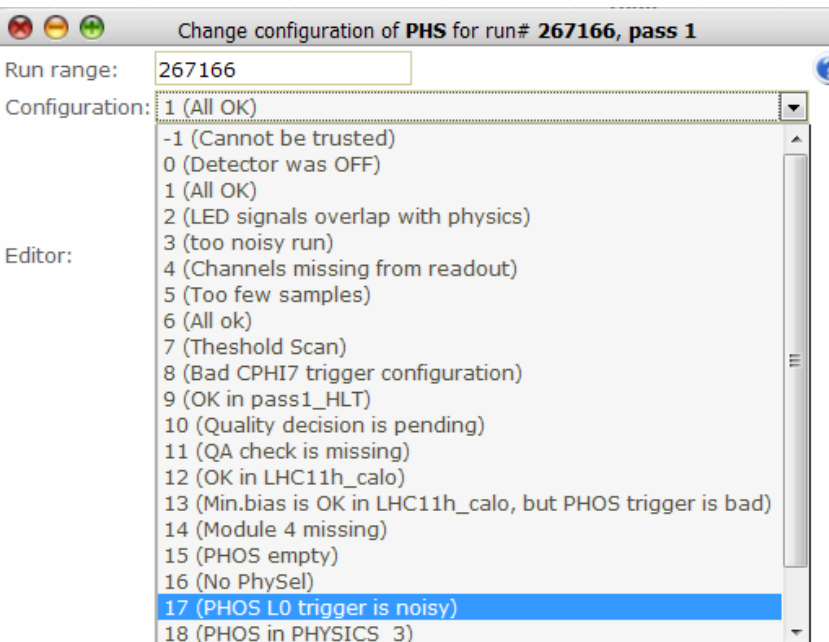 Change configuration of PHS for run# 267166, pass 1
Run range: 267166
Configuration: 1 (All OK)
-1 (Cannot be trusted)
0 (Detector was OFF)
1 (All OK)
2 (LED signals overlap with physics)
Editor: 3 (too noisy run)
4 (Channels missing from readout)
5 (Too few samples)
6 (All ok)
7 (Theshold Scan)
8 (Bad CPHI7 trigger configuration)
9 (OK in pass1_HLT)
10 (Quality decision is pending)
11 (QA check is missing)
12 (OK in LHC11h_calo)
13 (Min.bias is OK in LHC11h_calo, but PHOS trigger is bad)
14 (Module 4 missing)
15 (PHOS empty)
16 (No PhySel)
17 (PHOS L0 trigger is noisy)
18 (PHOS in PHYSICS_3)